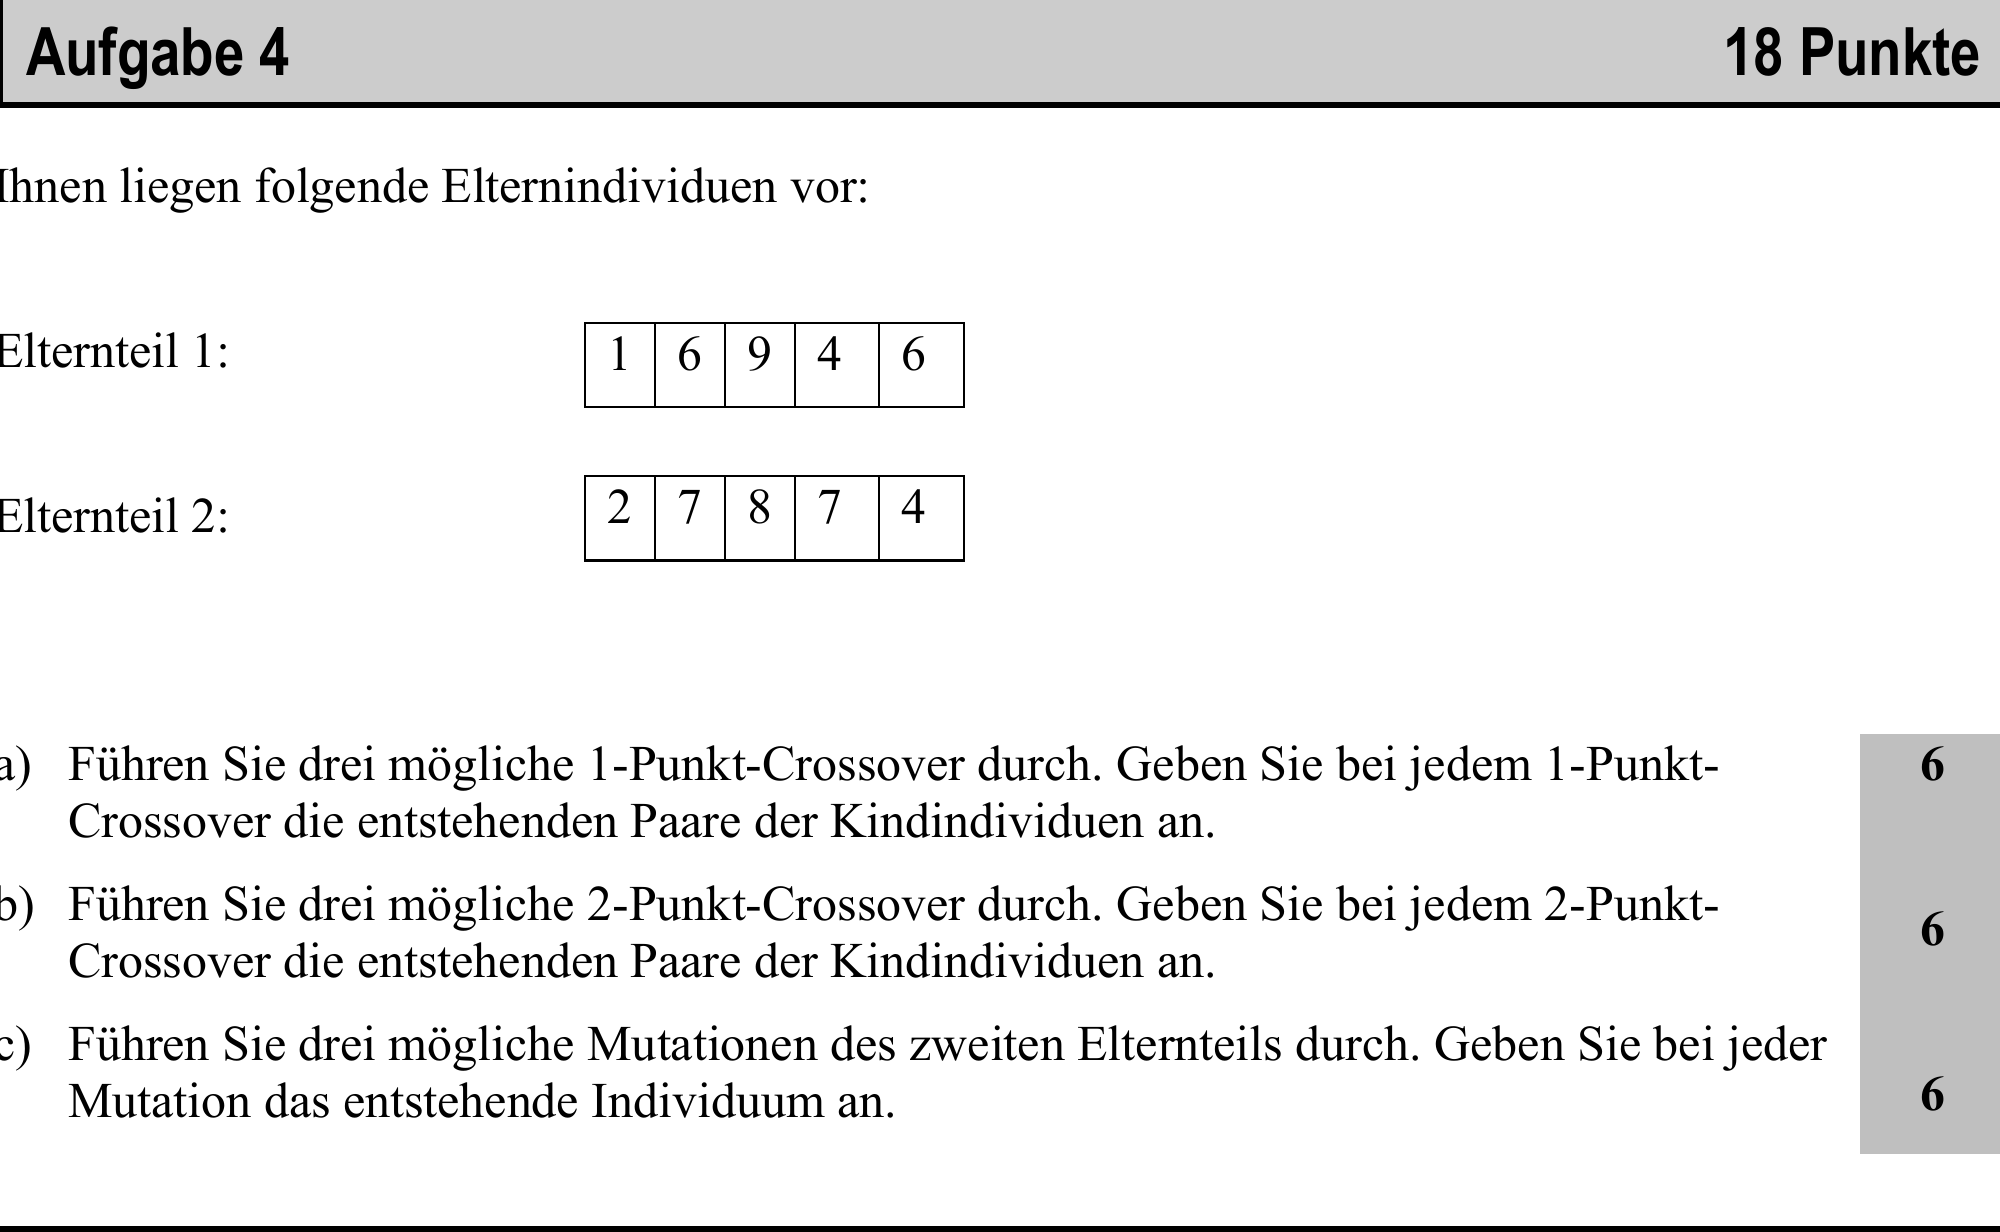 Aufgabe 4 18 Punkte
Ihnen liegen folgende Elternindividuen vor:
Elternteil 1: 1 6 9 4 6
Elternteil 2: 2 7 8 7 4
a) Führen Sie drei mögliche 1-Punkt-Crossover durch. Geben Sie bei jedem 1-Punkt- 6
Crossover die entstehenden Paare der Kindindividuen an.
b) Führen Sie drei mögliche 2-Punkt-Crossover durch. Geben Sie bei jedem 2-Punkt- 6
Crossover die entstehenden Paare der Kindindividuen an.
c) Führen Sie drei mögliche Mutationen des zweiten Elternteils durch. Geben Sie bei jeder 6
Mutation das entstehende Individuum an.